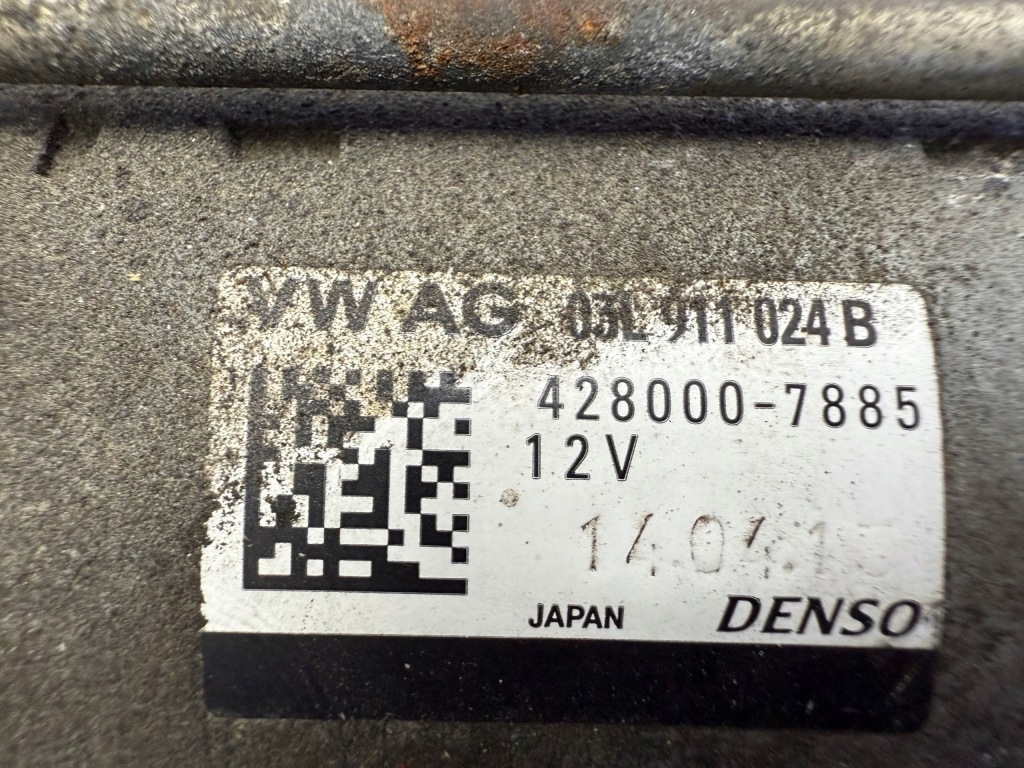 VW AG 03L 911 024 B
428000-7885
12V
JAPAN DENSO